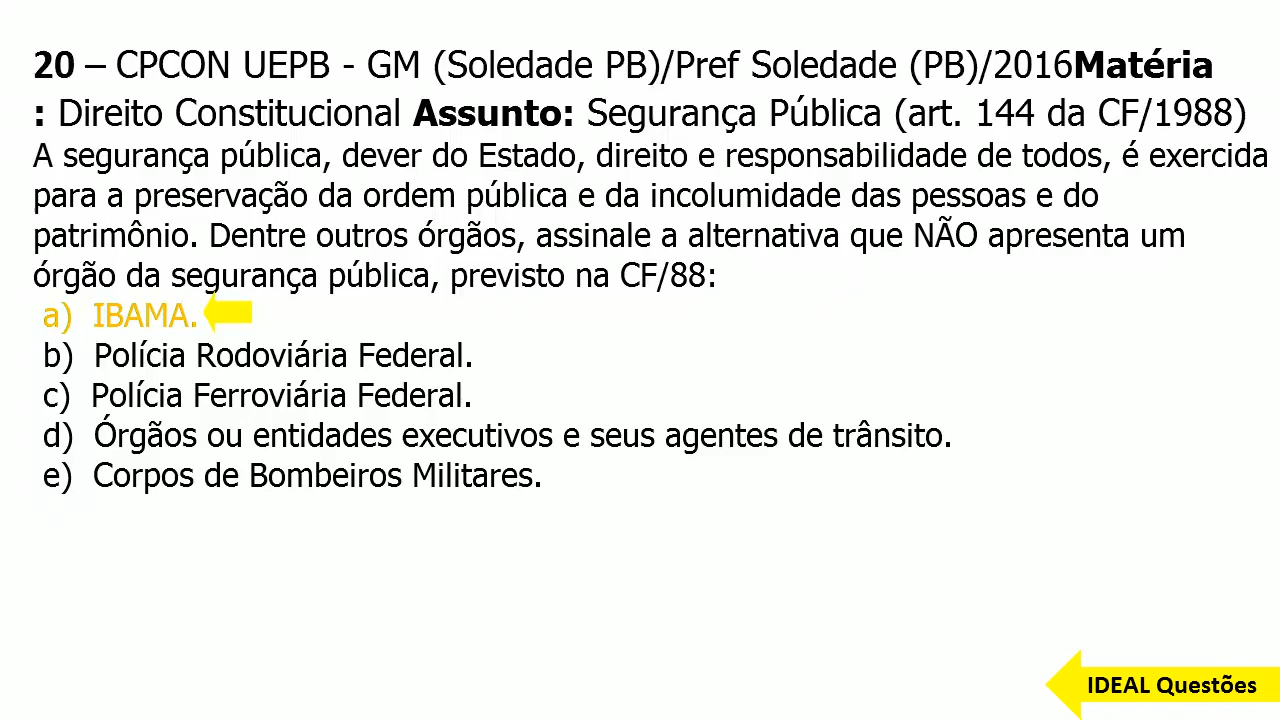 20 – CPCON UEPB - GM (Soledade PB)/Pref Soledade (PB)/2016Matéria
: Direito Constitucional Assunto: Segurança Pública (art. 144 da CF/1988)
A segurança pública, dever do Estado, direito e responsabilidade de todos, é exercida
para a preservação da ordem pública e da incolumidade das pessoas e do
patrimônio. Dentre outros órgãos, assinale a alternativa que NÃO apresenta um
órgão da segurança pública, previsto na CF/88:
a) IBAMA.
b) Polícia Rodoviária Federal.
c) Polícia Ferroviária Federal.
d) Órgãos ou entidades executivos e seus agentes de trânsito.
e) Corpos de Bombeiros Militares.
IDEAL Questões